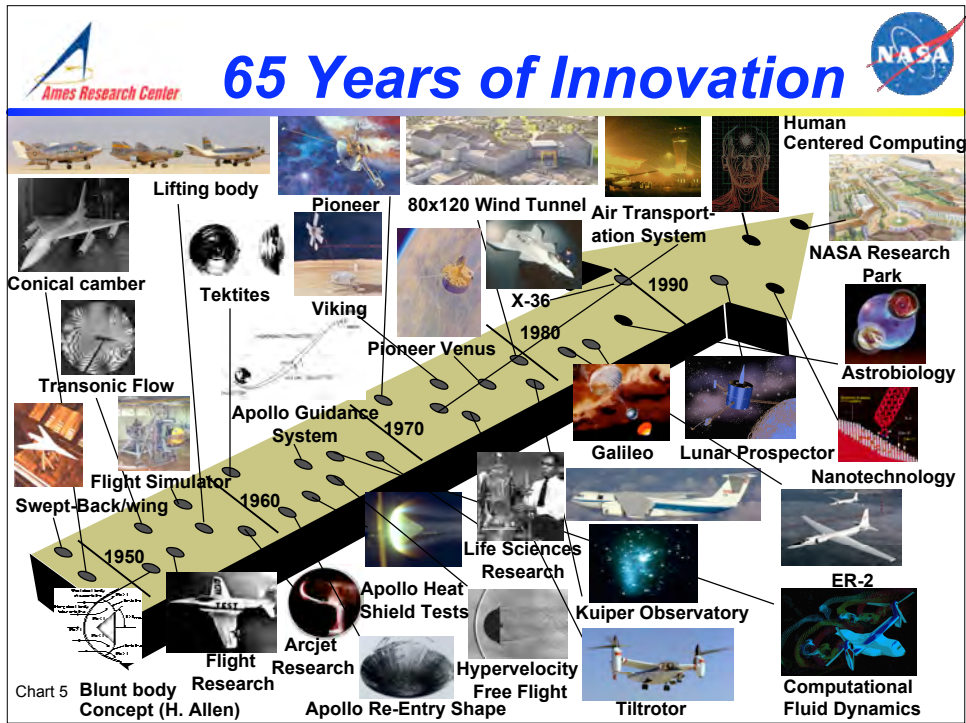 Ames Research Center
65 Years of Innovation
NASA
Human
Centered Computing
Lifting body
Pioneer
80x120 Wind Tunnel
Air Transport-
ation System
NASA Research
Park
Conical camber
Tektites
Viking
X-36
1990
1980
Pioneer Venus
Transonic Flow
Astrobiology
Apollo Guidance
System
1970
Galileo
Lunar Prospector
Nanotechnology
Flight Simulator
Swept-Back/wing
1960
1950
Life Sciences
Research
ER-2
Apollo Heat
Shield Tests
Kuiper Observatory
TEST
Flight
Research
Arcjet
Research
Hypervelocity
Free Flight
Chart 5
Blunt body
Concept (H. Allen)
Apollo Re-Entry Shape
Tiltrotor
Computational
Fluid Dynamics